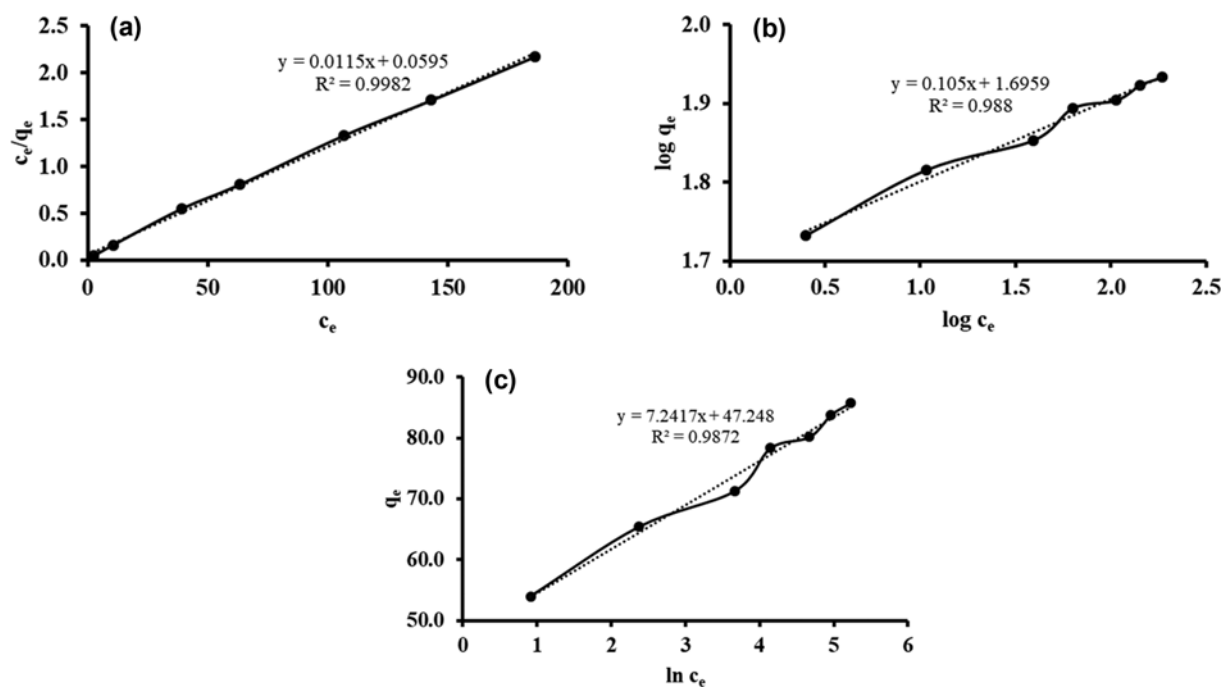 (a)
y = 0.0115x + 0.0595
R² = 0.9982
2.5
2.0
1.5
1.0
0.5
0.0
cₑ/qₑ
0 50 100 150 200
cₑ
(b)
y = 0.105x + 1.6959
R² = 0.988
2.0
1.9
1.8
1.7
log qₑ
0.0 0.5 1.0 1.5 2.0 2.5
log cₑ
(c)
y = 7.2417x + 47.248
R² = 0.9872
90.0
80.0
70.0
60.0
50.0
qₑ
0 1 2 3 4 5 6
ln cₑ